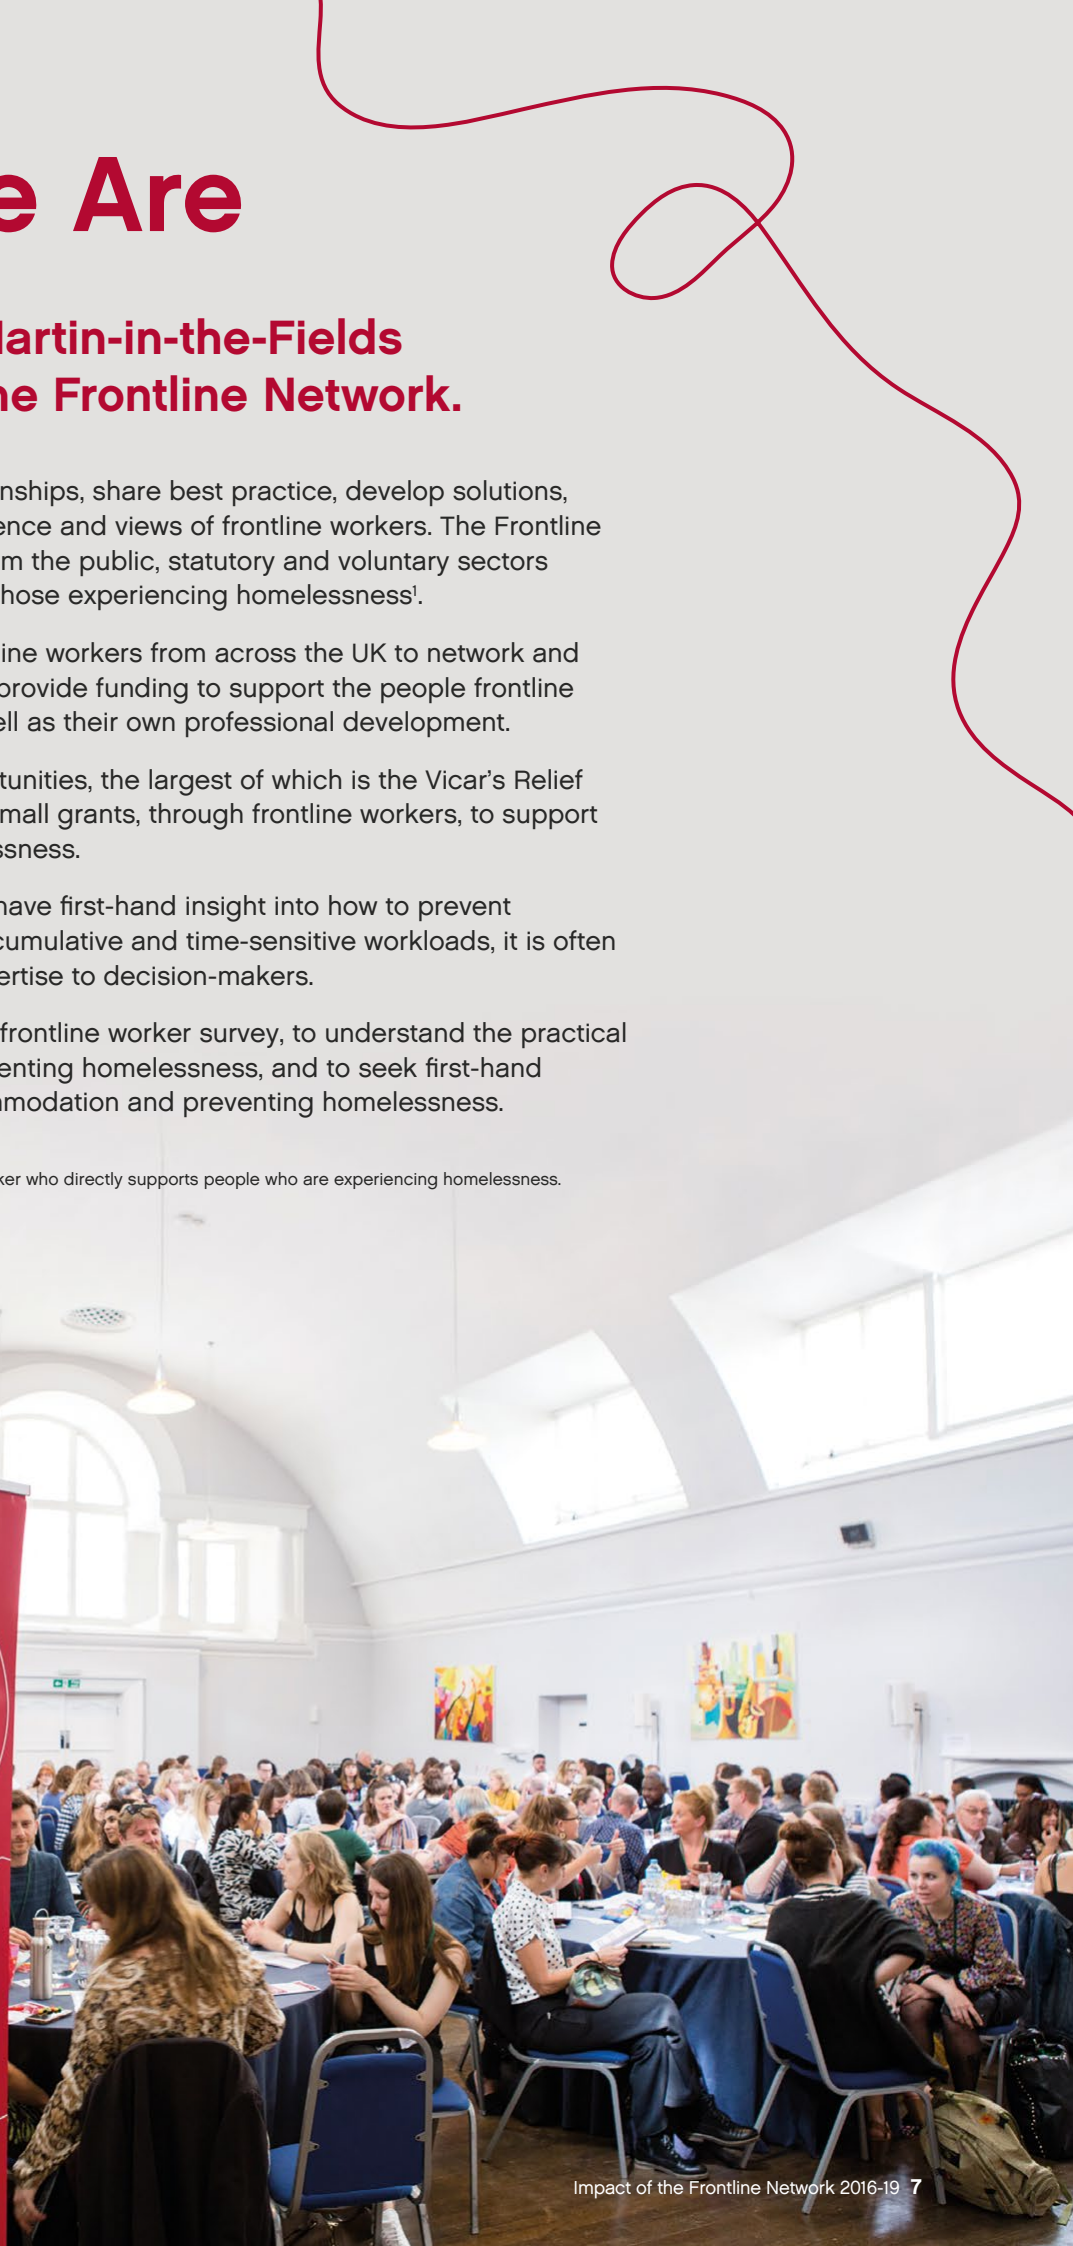 e Are
artin-in-the-Fields
e Frontline Network.
nships, share best practice, develop solutions,
ence and views of frontline workers. The Frontline
m the public, statutory and voluntary sectors
hose experiencing homelessness¹.
ine workers from across the UK to network and
provide funding to support the people frontline
ell as their own professional development.
tunities, the largest of which is the Vicar’s Relief
mall grants, through frontline workers, to support
ssness.
have first-hand insight into how to prevent
cumulative and time-sensitive workloads, it is often
ertise to decision-makers.
frontline worker survey, to understand the practical
enting homelessness, and to seek first-hand
modation and preventing homelessness.
ker who directly supports people who are experiencing homelessness.
Impact of the Frontline Network 2016-19 7